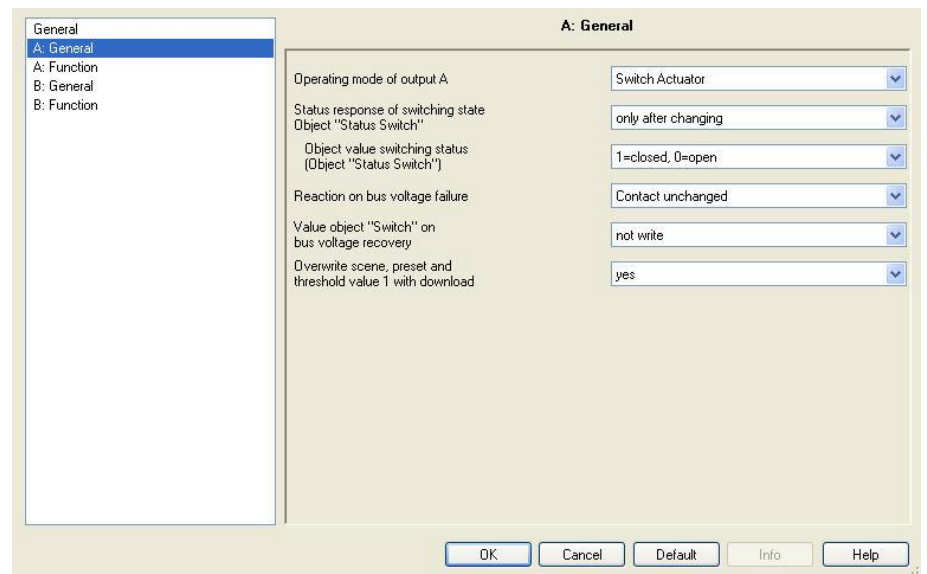 General
A: General
A: Function
B: General
B: Function
A: General
Operating mode of output A
Switch Actuator
Status response of switching state
Object "Status Switch"
only after changing
Object value switching status
(Object "Status Switch")
1=closed, 0=open
Reaction on bus voltage failure
Contact unchanged
Value object "Switch" on
bus voltage recovery
not write
Overwrite scene, preset and
threshold value 1 with download
yes
OK
Cancel
Default
Info
Help